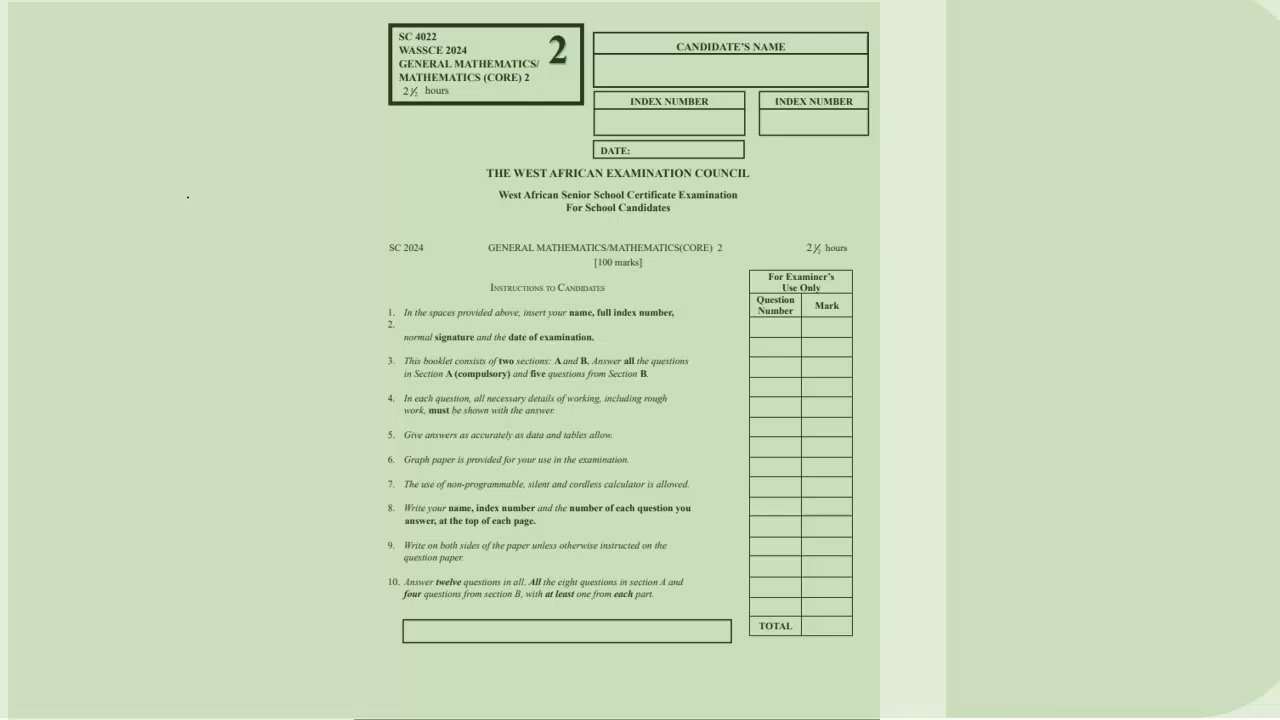 SC 4022
WASSCE 2024
GENERAL MATHEMATICS/
MATHEMATICS (CORE) 2
2½ hours
2
CANDIDATE'S NAME
INDEX NUMBER
INDEX NUMBER
DATE:
THE WEST AFRICAN EXAMINATION COUNCIL
West African Senior School Certificate Examination
For School Candidates
SC 2024 GENERAL MATHEMATICS/MATHEMATICS(CORE) 2 2½ hours
[100 marks]
INSTRUCTIONS TO CANDIDATES
1. In the spaces provided above, insert your name, full index number,
2.
normal signature and the date of examination.
3. This booklet consists of two sections: A and B. Answer all the questions
in Section A (compulsory) and five questions from Section B.
4. In each question, all necessary details of working, including rough
work, must be shown with the answer.
5. Give answers as accurately as data and tables allow.
6. Graph paper is provided for your use in the examination.
7. The use of non-programmable, silent and cordless calculator is allowed.
8. Write your name, index number and the number of each question you
answer, at the top of each page.
9. Write on both sides of the paper unless otherwise instructed on the
question paper.
10. Answer twelve questions in all. All the eight questions in section A and
four questions from section B, with at least one from each part.
For Examiner's
Use Only
Question
Number
Mark
TOTAL